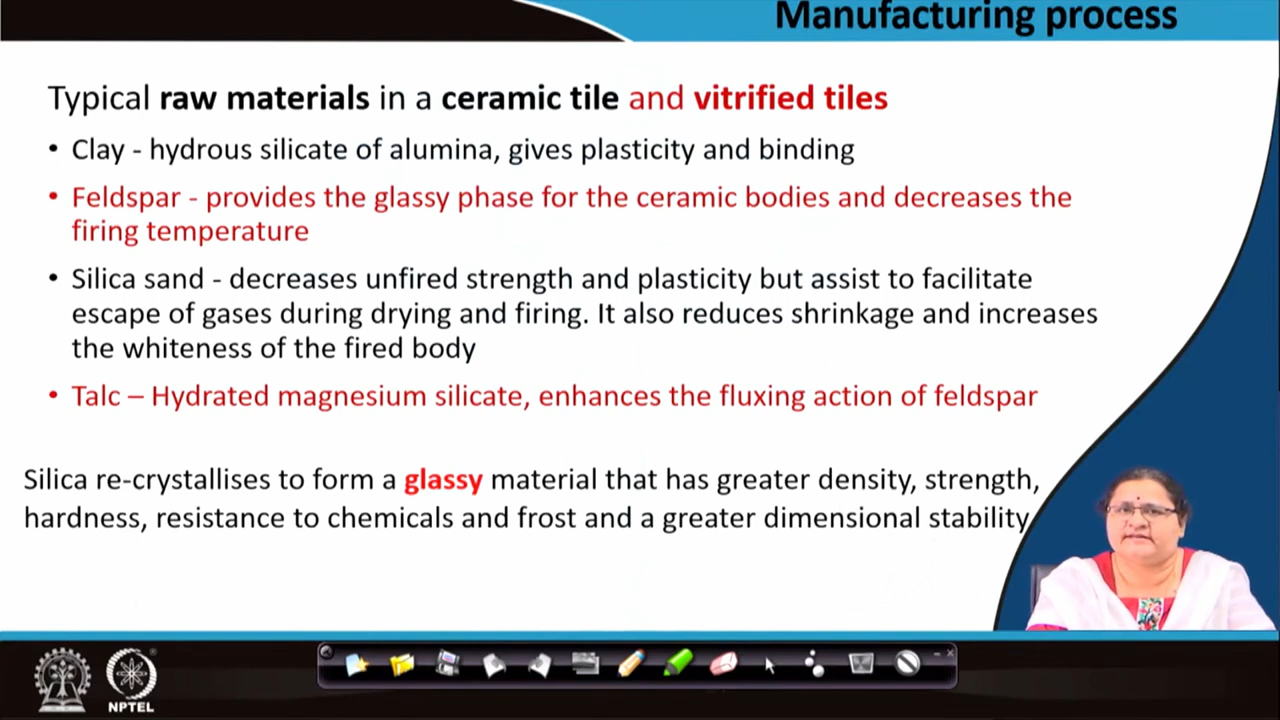 Manufacturing process
Typical raw materials in a ceramic tile and vitrified tiles
• Clay - hydrous silicate of alumina, gives plasticity and binding
• Feldspar - provides the glassy phase for the ceramic bodies and decreases the
firing temperature
• Silica sand - decreases unfired strength and plasticity but assist to facilitate
escape of gases during drying and firing. It also reduces shrinkage and increases
the whiteness of the fired body
• Talc – Hydrated magnesium silicate, enhances the fluxing action of feldspar
Silica re-crystallises to form a glassy material that has greater density, strength,
hardness, resistance to chemicals and frost and a greater dimensional stability
NPTEL